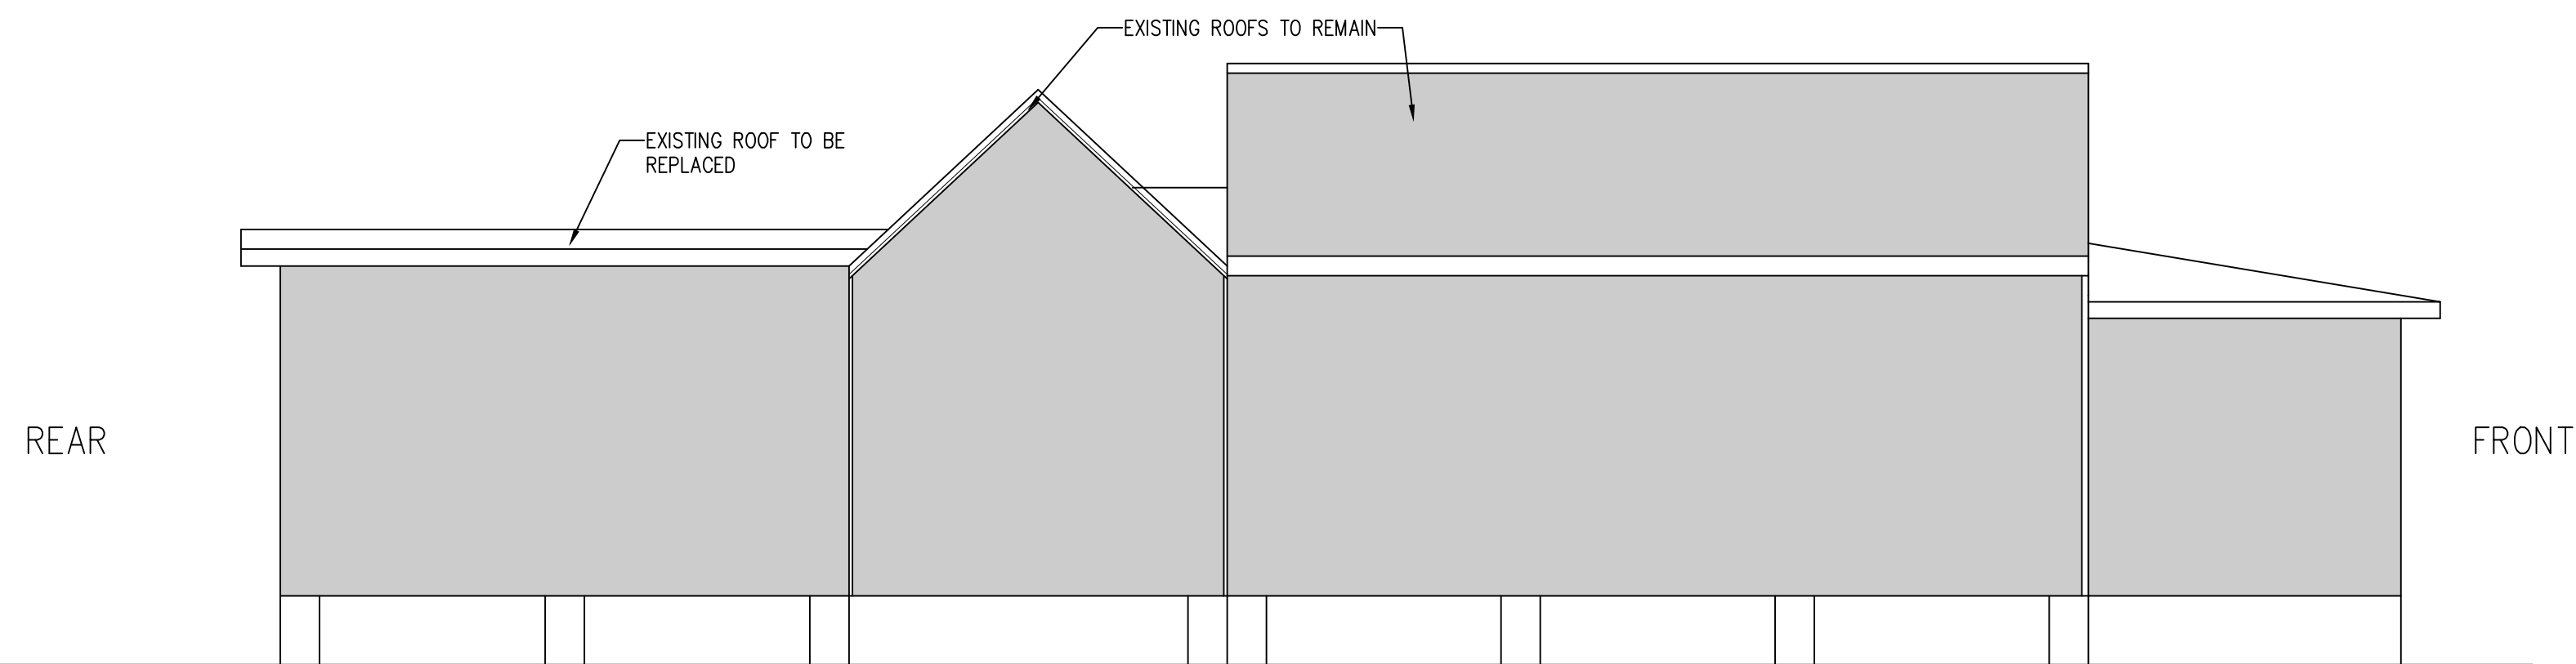 EXISTING ROOFS TO REMAIN
EXISTING ROOF TO BE
REPLACED
REAR
FRONT